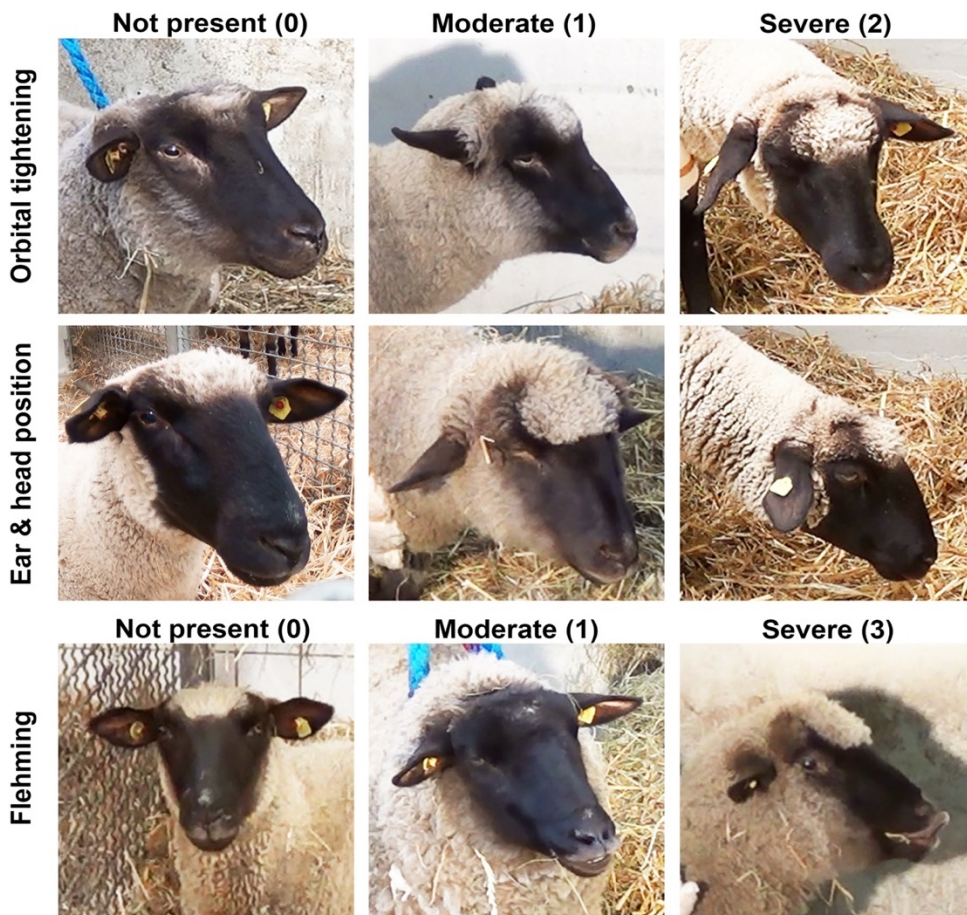 Not present (0) Moderate (1) Severe (2)
Orbital tightening
Ear & head position
Not present (0) Moderate (1) Severe (3)
Flehming